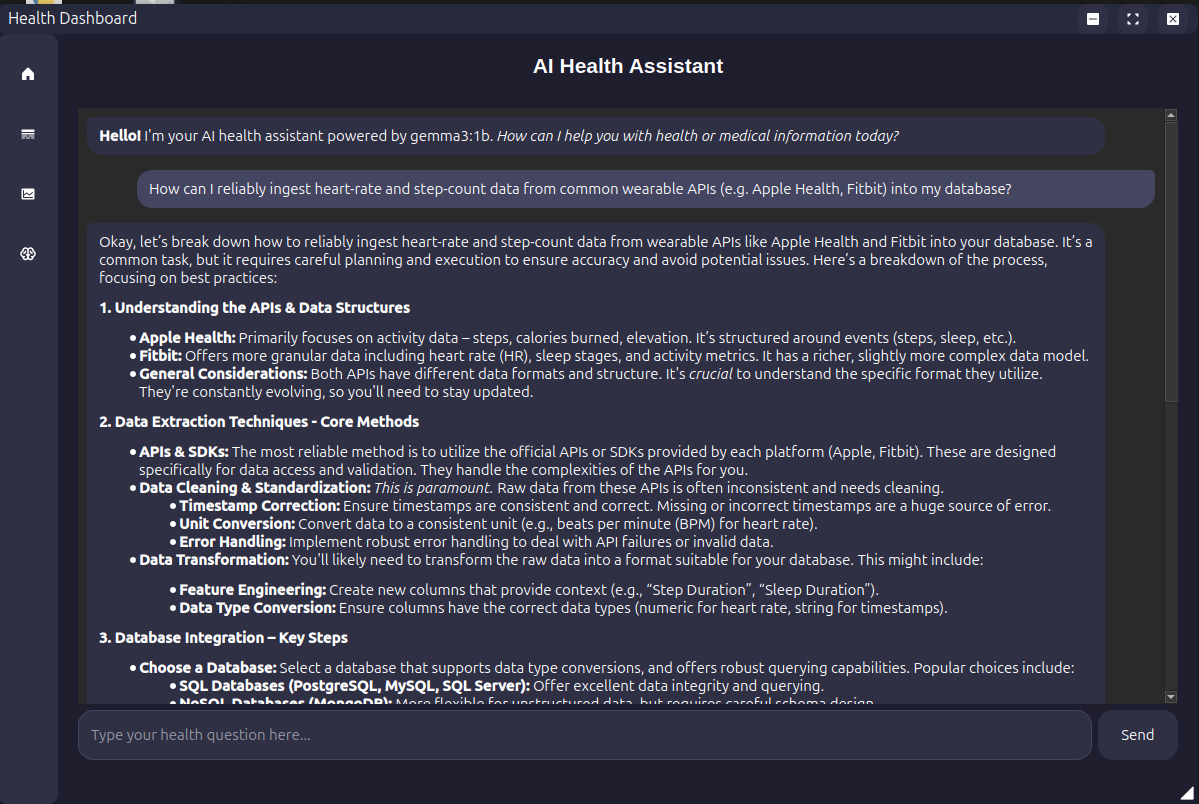 Health Dashboard
AI Health Assistant
Hello! I'm your AI health assistant powered by gemma3:1b. How can I help you with health or medical information today?
How can I reliably ingest heart-rate and step-count data from common wearable APIs (e.g. Apple Health, Fitbit) into my database?
Okay, let’s break down how to reliably ingest heart-rate and step-count data from wearable APIs like Apple Health and Fitbit into your database. It’s a
common task, but it requires careful planning and execution to ensure accuracy and avoid potential issues. Here’s a breakdown of the process,
focusing on best practices:
1. Understanding the APIs & Data Structures
• Apple Health: Primarily focuses on activity data – steps, calories burned, elevation. It’s structured around events (steps, sleep, etc.).
• Fitbit: Offers more granular data including heart rate (HR), sleep stages, and activity metrics. It has a richer, slightly more complex data model.
• General Considerations: Both APIs have different data formats and structure. It's crucial to understand the specific format they utilize.
They're constantly evolving, so you'll need to stay updated.
2. Data Extraction Techniques - Core Methods
• APIs & SDKs: The most reliable method is to utilize the official APIs or SDKs provided by each platform (Apple, Fitbit). These are designed
specifically for data access and validation. They handle the complexities of the APIs for you.
• Data Cleaning & Standardization: This is paramount. Raw data from these APIs is often inconsistent and needs cleaning.
• Timestamp Correction: Ensure timestamps are consistent and correct. Missing or incorrect timestamps are a huge source of error.
• Unit Conversion: Convert data to a consistent unit (e.g., beats per minute (BPM) for heart rate).
• Error Handling: Implement robust error handling to deal with API failures or invalid data.
• Data Transformation: You'll likely need to transform the raw data into a format suitable for your database. This might include:
• Feature Engineering: Create new columns that provide context (e.g., “Step Duration”, “Sleep Duration”).
• Data Type Conversion: Ensure columns have the correct data types (numeric for heart rate, string for timestamps).
3. Database Integration – Key Steps
• Choose a Database: Select a database that supports data type conversions, and offers robust querying capabilities. Popular choices include:
• SQL Databases (PostgreSQL, MySQL, SQL Server): Offer excellent data integrity and querying.
• NoSQL Databases (MongoDB): More flexible for unstructured data, but requires careful schema design.
Type your health question here...
Send